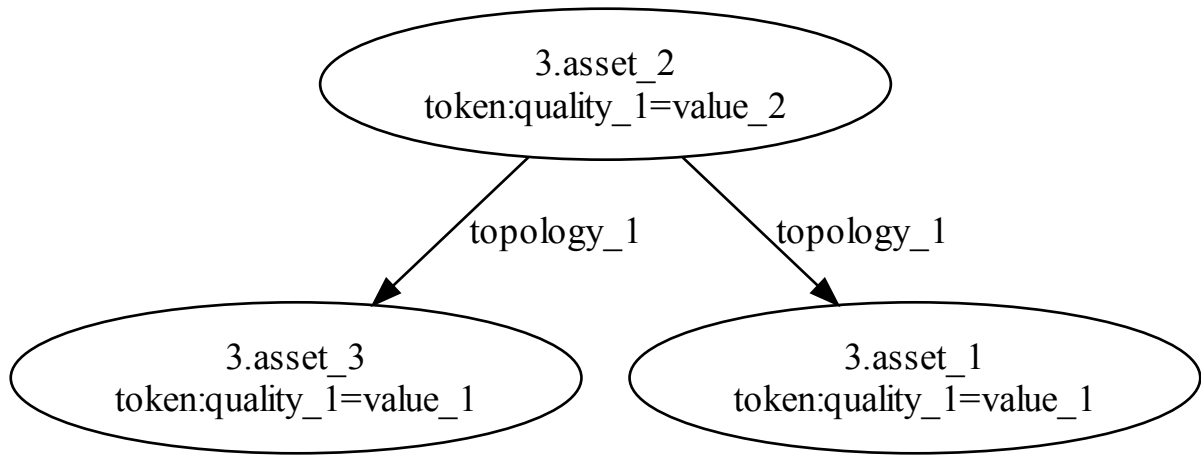 3.asset_2
token:quality_1=value_2
topology_1
topology_1
3.asset_3
token:quality_1=value_1
3.asset_1
token:quality_1=value_1